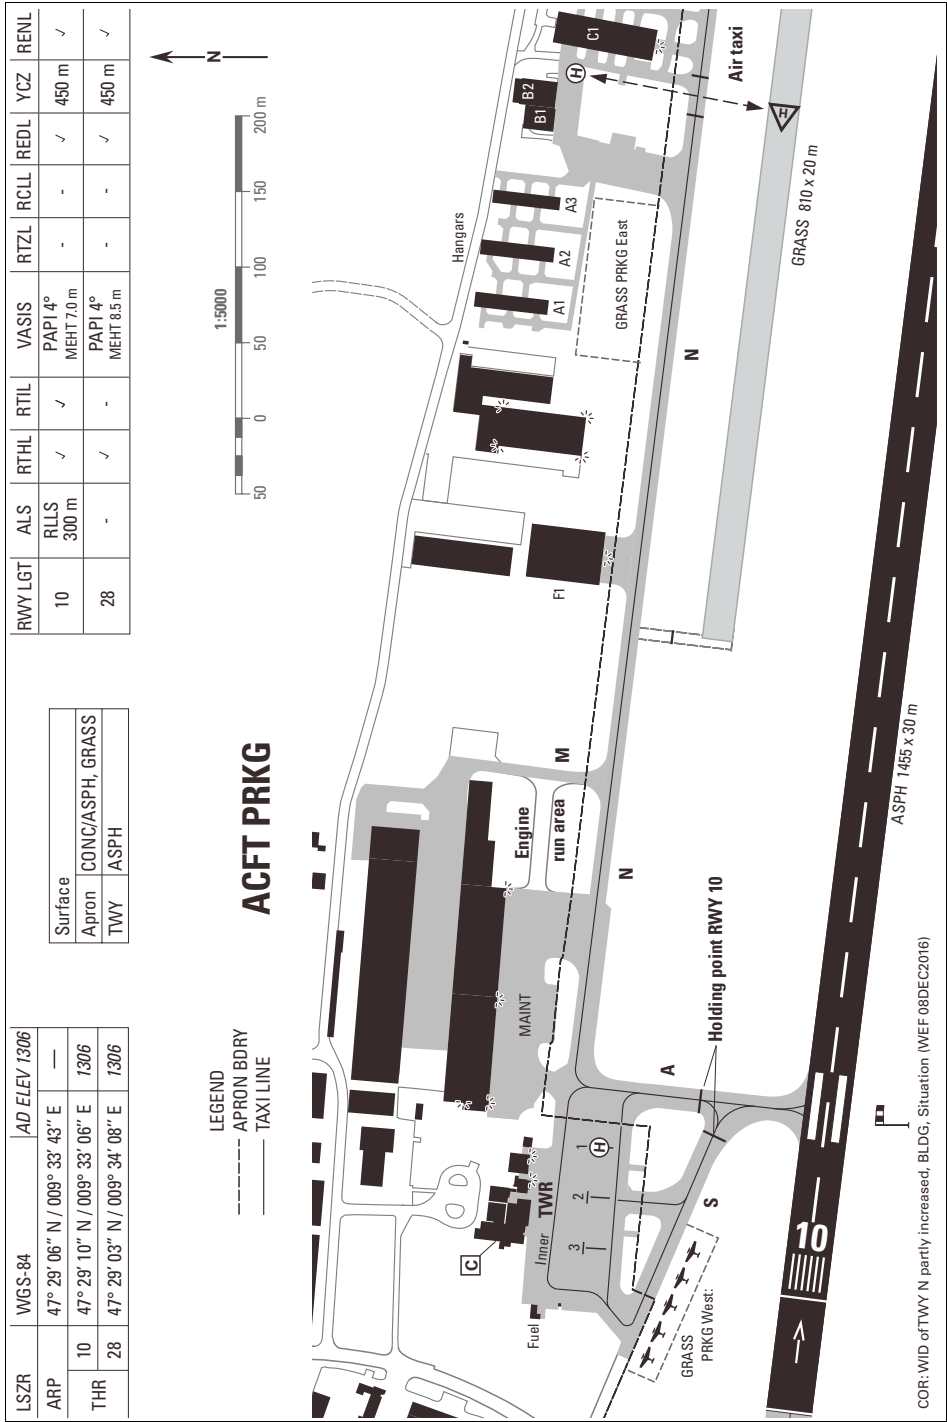 LSZR WGS-84 AD ELEV 1306
ARP 47° 29' 06'' N / 009° 33' 43'' E —
THR 10 47° 29' 10'' N / 009° 33' 06'' E 1306
28 47° 29' 03'' N / 009° 34' 08'' E 1306
Surface
Apron CONC/ASPH, GRASS
TWY ASPH
RWY LGT ALS RTHL RTIL VASIS RTZL RCLL REDL YCZ RENL
10 RLLS 300 m ✓ ✓ PAPI 4° MEHT 7.0 m - - ✓ 450 m ✓
28 - ✓ - PAPI 4° MEHT 8.5 m - - ✓ 450 m ✓
N
LEGEND
APRON BDRY
TAXI LINE
ACFT PRKG
1:5000
50 0 50 100 150 200 m
Hangars
A1
A2
A3
B1
B2
C1
H
Air taxi
H
GRASS PRKG East
GRASS 810 x 20 m
N
F1
M
Engine
run area
N
MAINT
A
Holding point RWY 10
C
TWR
Inner
1
H
2
3
Fuel
S
GRASS
PRKG West:
10
ASPH 1455 x 30 m
COR: WID of TWY N partly increased, BLDG, Situation (WEF 08DEC2016)